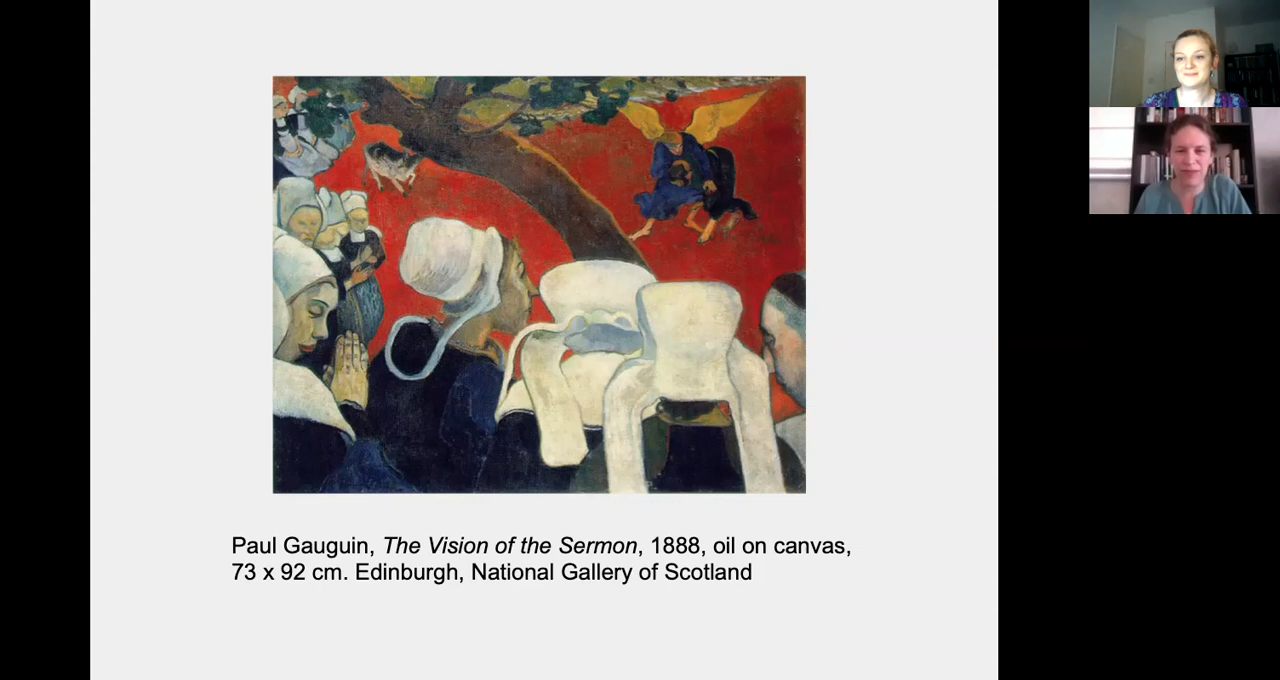 Paul Gauguin, The Vision of the Sermon, 1888, oil on canvas,
73 x 92 cm. Edinburgh, National Gallery of Scotland